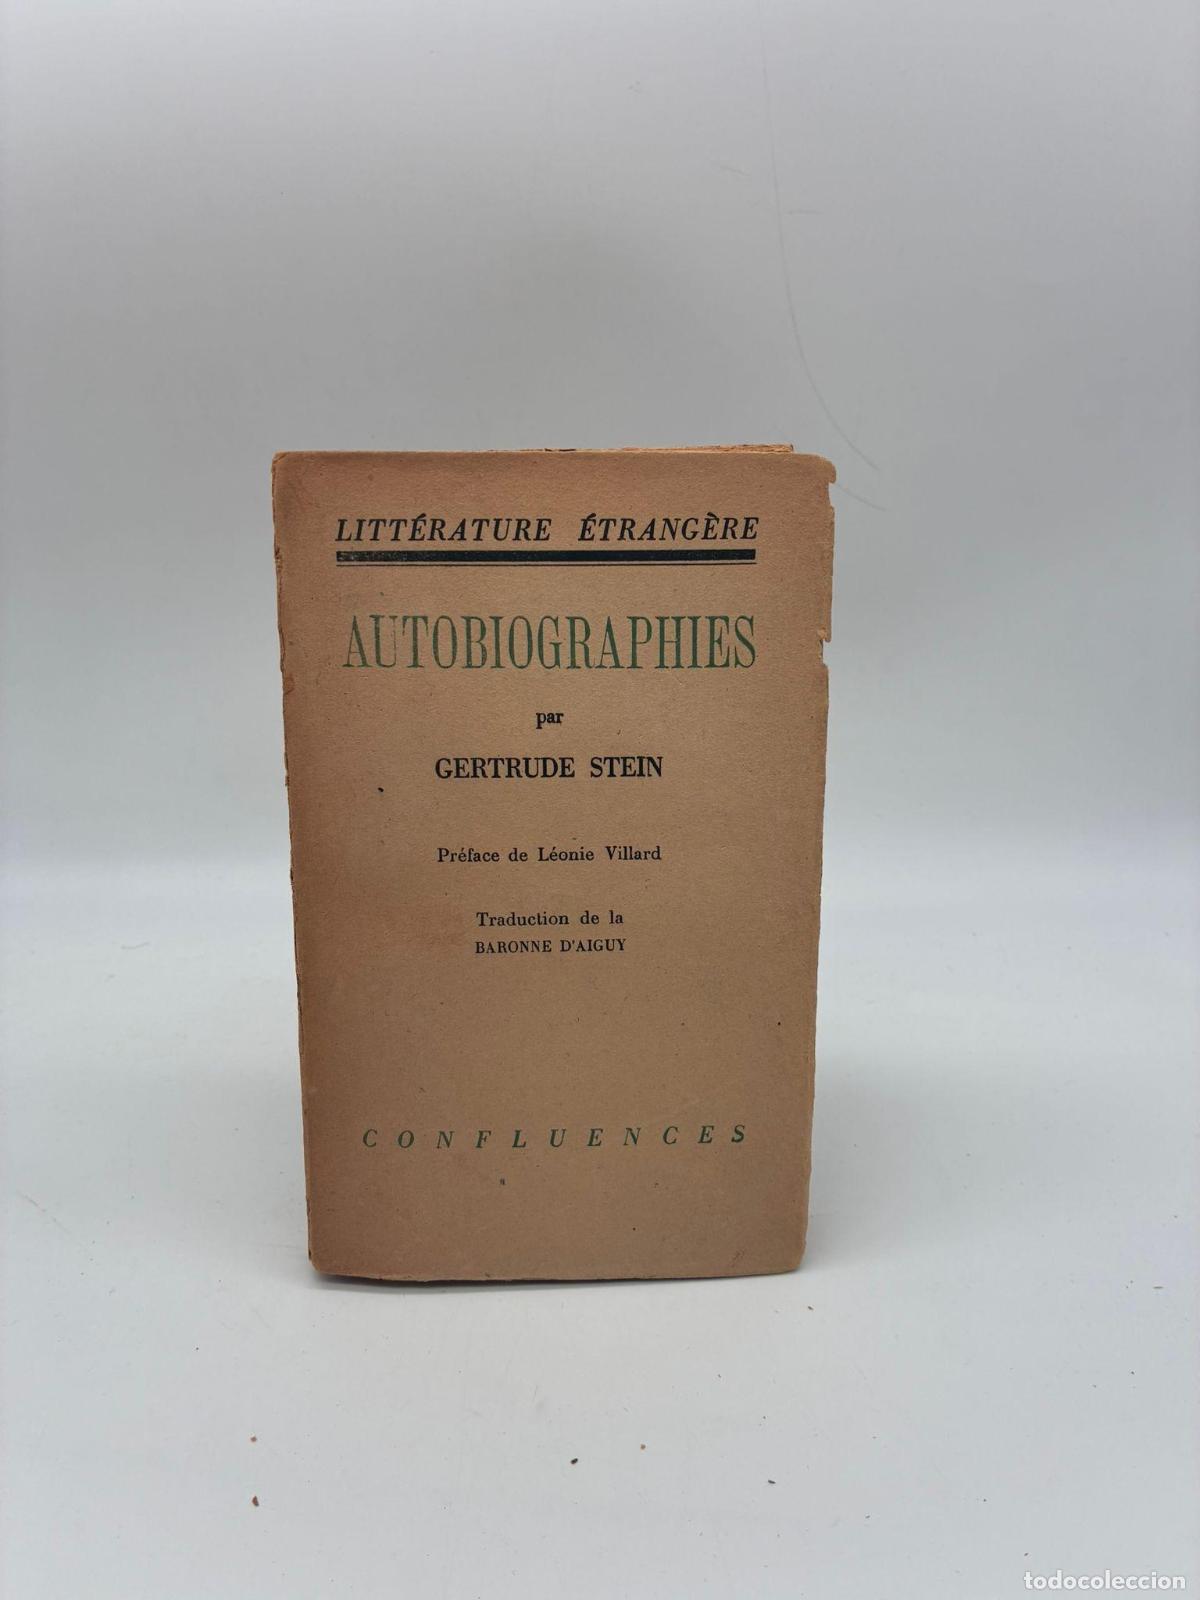 LITTÉRATURE ÉTRANGÈRE
AUTOBIOGRAPHIES
par
GERTRUDE STEIN
Préface de Léonie Villard
Traduction de la
BARONNE D'AIGUY
CONFLUENCES
todocoleccion